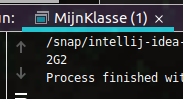 n: MijnKlasse (1) ×
/snap/intellij-idea-
2G2
Process finished wit